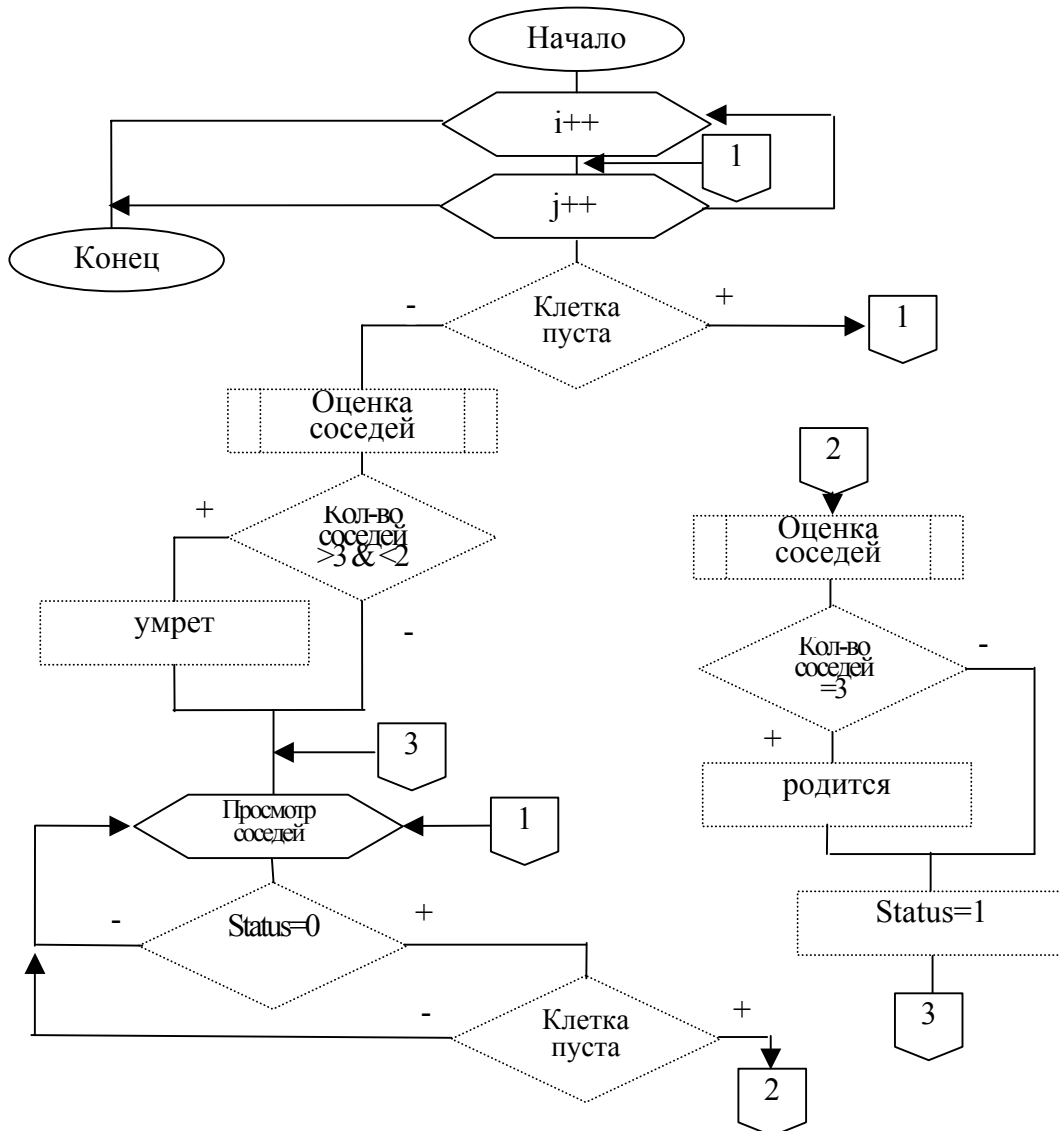 Начало
i++
1
j++
Конец
-
Клетка
пуста
+
1
Оценка
соседей
2
+
Кол-во
соседей
>3 & <2
Оценка
соседей
умрет
-
Кол-во
соседей
=3
-
3
+
родится
Просмотр
соседей
1
-
Status=0
+
Status=1
-
Клетка
пуста
+
3
2